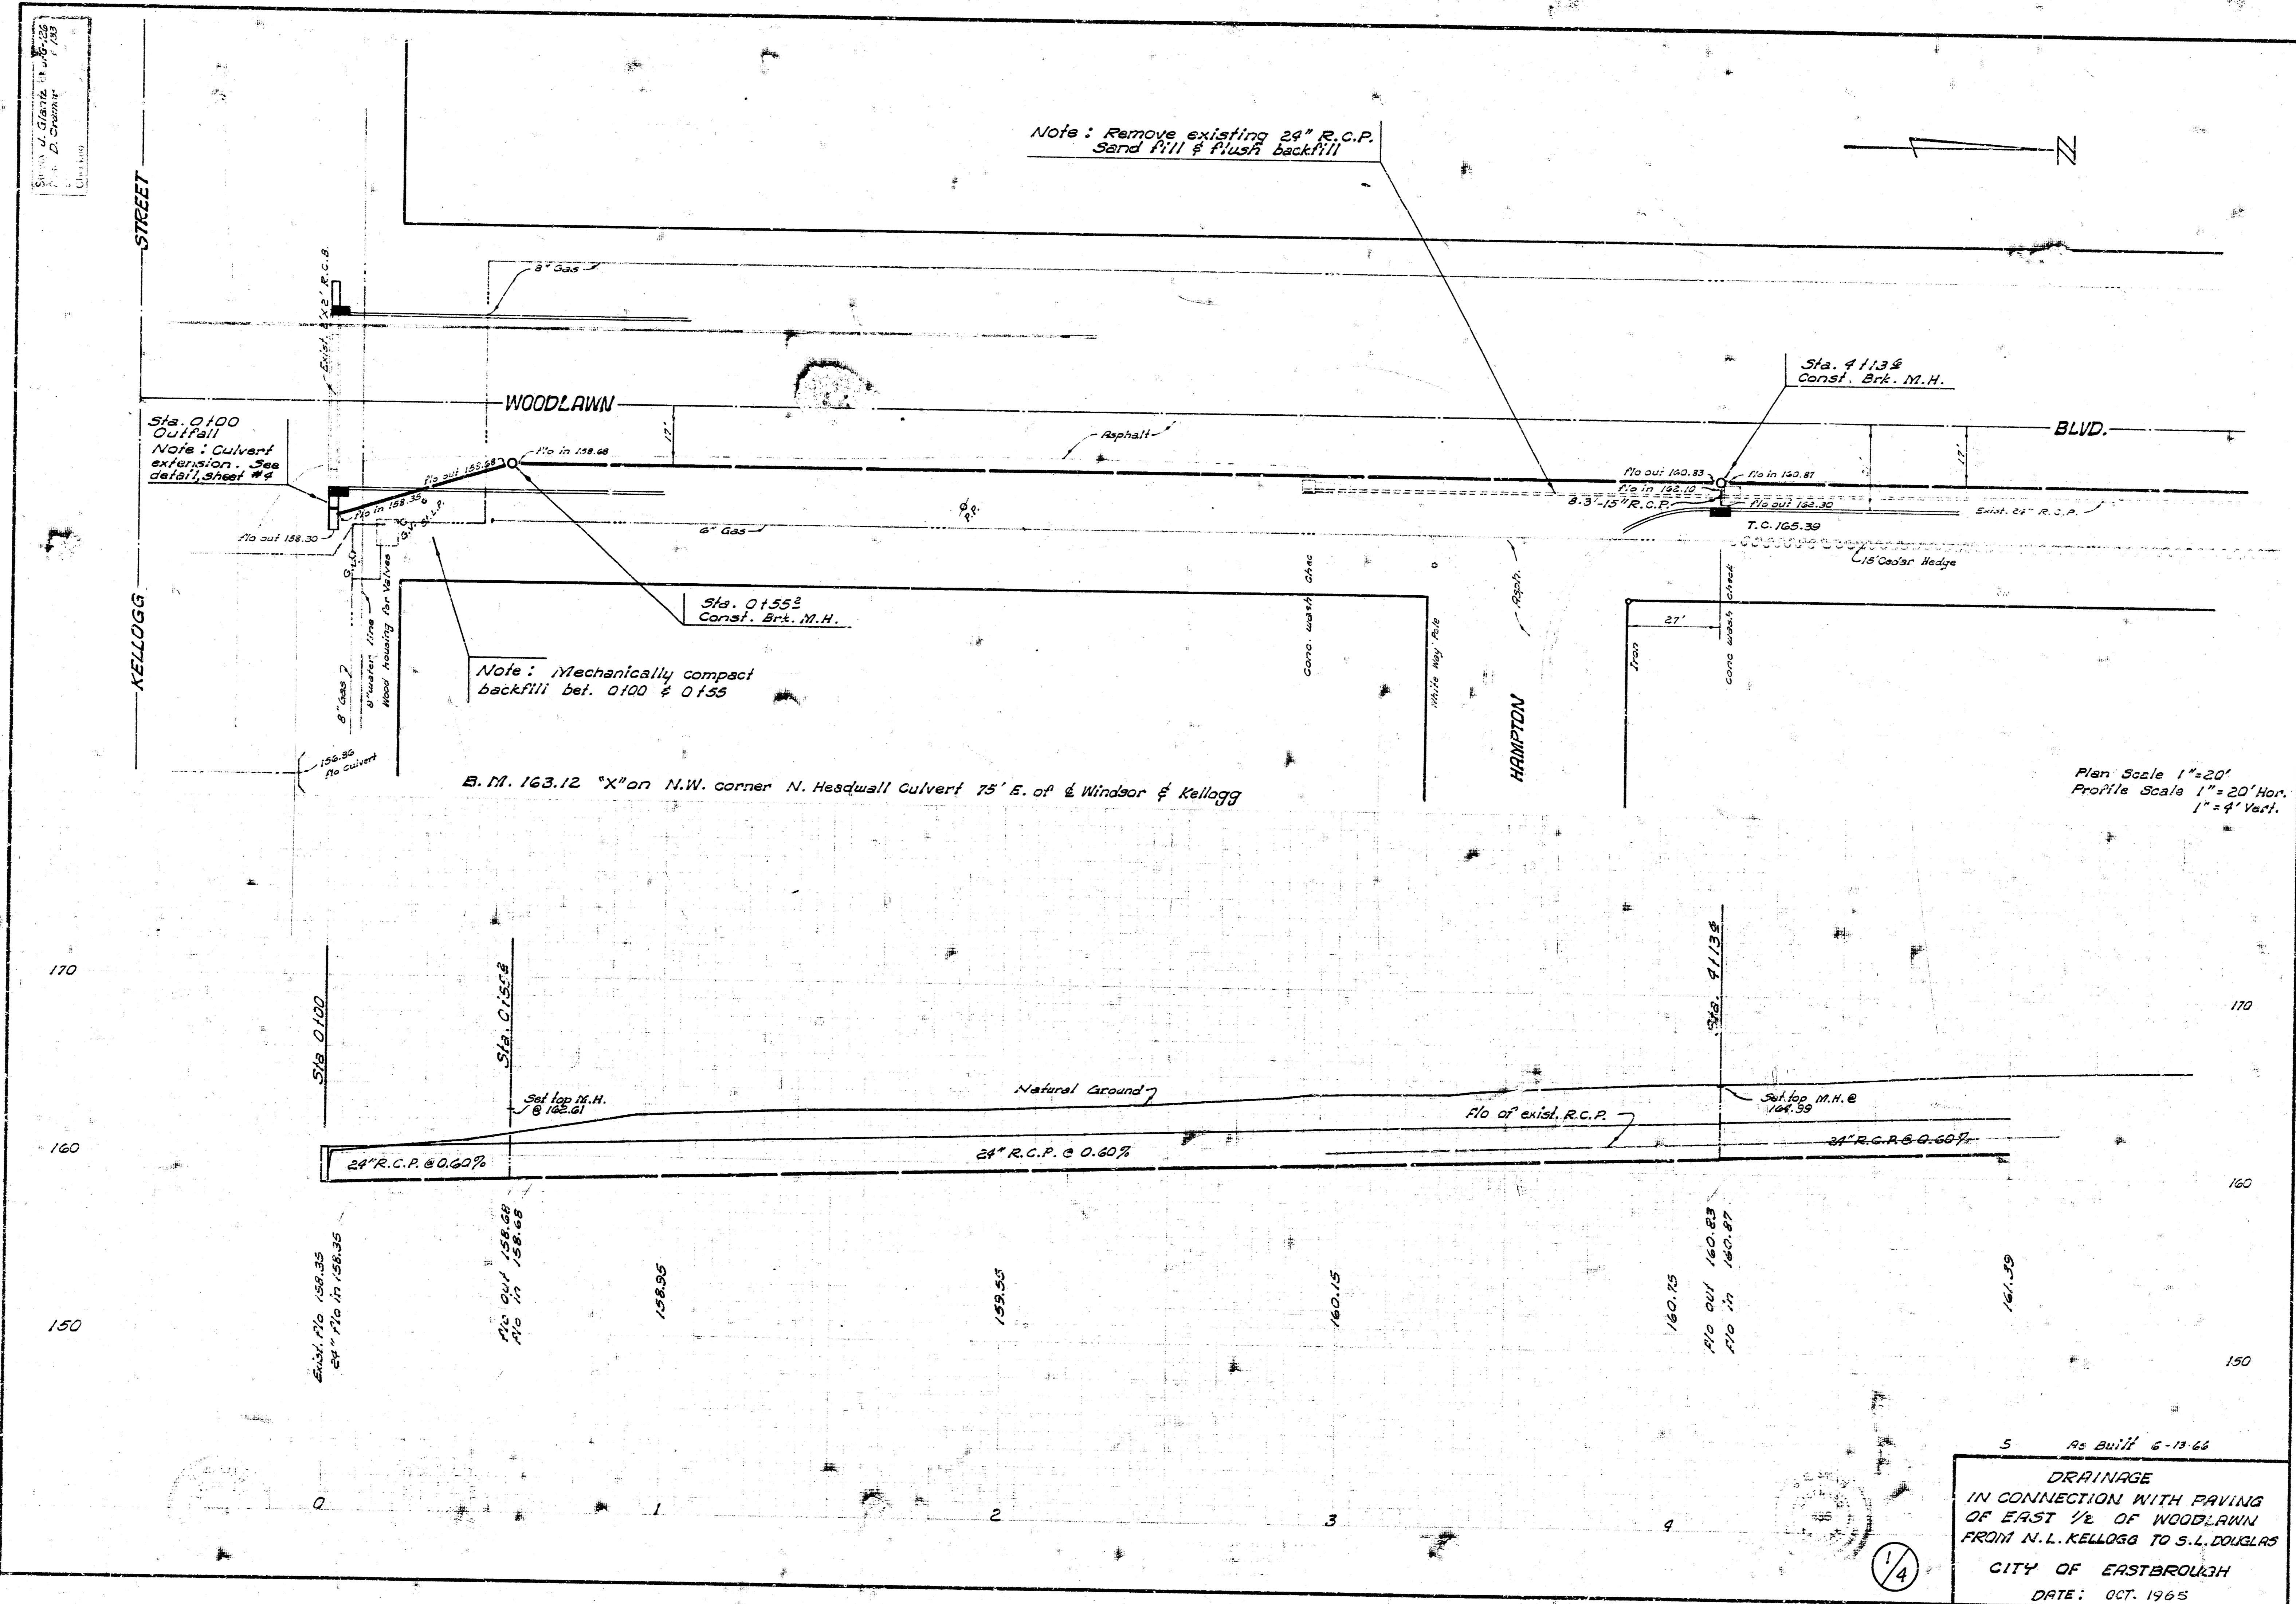 J. Glantz
STREET
KELLOGG
Note : Remove existing 24" R.C.P.
Sand fill & flush backfill
N
8" Gas
R.C.B.
WOODLAWN
BLVD.
Sta. 0+00
Outfall
Note : Culvert
extension. See
detail, sheet #4
flo out 158.68
flo in 158.68
flo in 158.35
flo out 158.30
17'
Asphalt
Sta. 4+13
Const. Brk. M.H.
17'
flo out 160.83
flo in 160.87
flo in 162.10
flo out 162.30
8.3'-15" R.C.P.
Exist. 24" R.C.P.
T.C. 165.39
15' Cedar Hedge
6" Gas
P.P.
Sta. 0+55
Const. Brk. M.H.
Note : Mechanically compact
backfill bet. 0+00 & 0+55
8" Gas
8" water line
Wood housing for Valves
156.96
flo culvert
Conc. wash chec
White Way Pole
Asph.
HAMPTON
Iron
27'
Conc wash check
B.M. 163.12 "X" on N.W. corner N. Headwall Culvert 75' E. of ₵ Windsor & Kellogg
Plan Scale 1"=20'
Profile Scale 1"=20' Hor.
1"=4' Vert.
170
160
150
Sta 0+00
Sta. 0+55
Sta. 4+13
170
160
150
Set top M.H.
@ 162.61
Natural Ground
Flo of exist. R.C.P.
Set top M.H. @
164.99
24" R.C.P. @ 0.60%
24" R.C.P. @ 0.60%
24" R.C.P. @ 0.60%
Exist. Flo 158.35
24" Flo in 158.35
Flo out 158.68
Flo in 158.68
158.95
159.55
160.15
160.75
Flo out 160.83
Flo in 160.87
161.39
0 1 2 3 4
5 As Built 6-13-66
DRAINAGE
IN CONNECTION WITH PAVING
OF EAST 1/2 OF WOODLAWN
FROM N.L. KELLOGG TO S.L. DOUGLAS
CITY OF EASTBROUGH
DATE: OCT. 1965
1/4